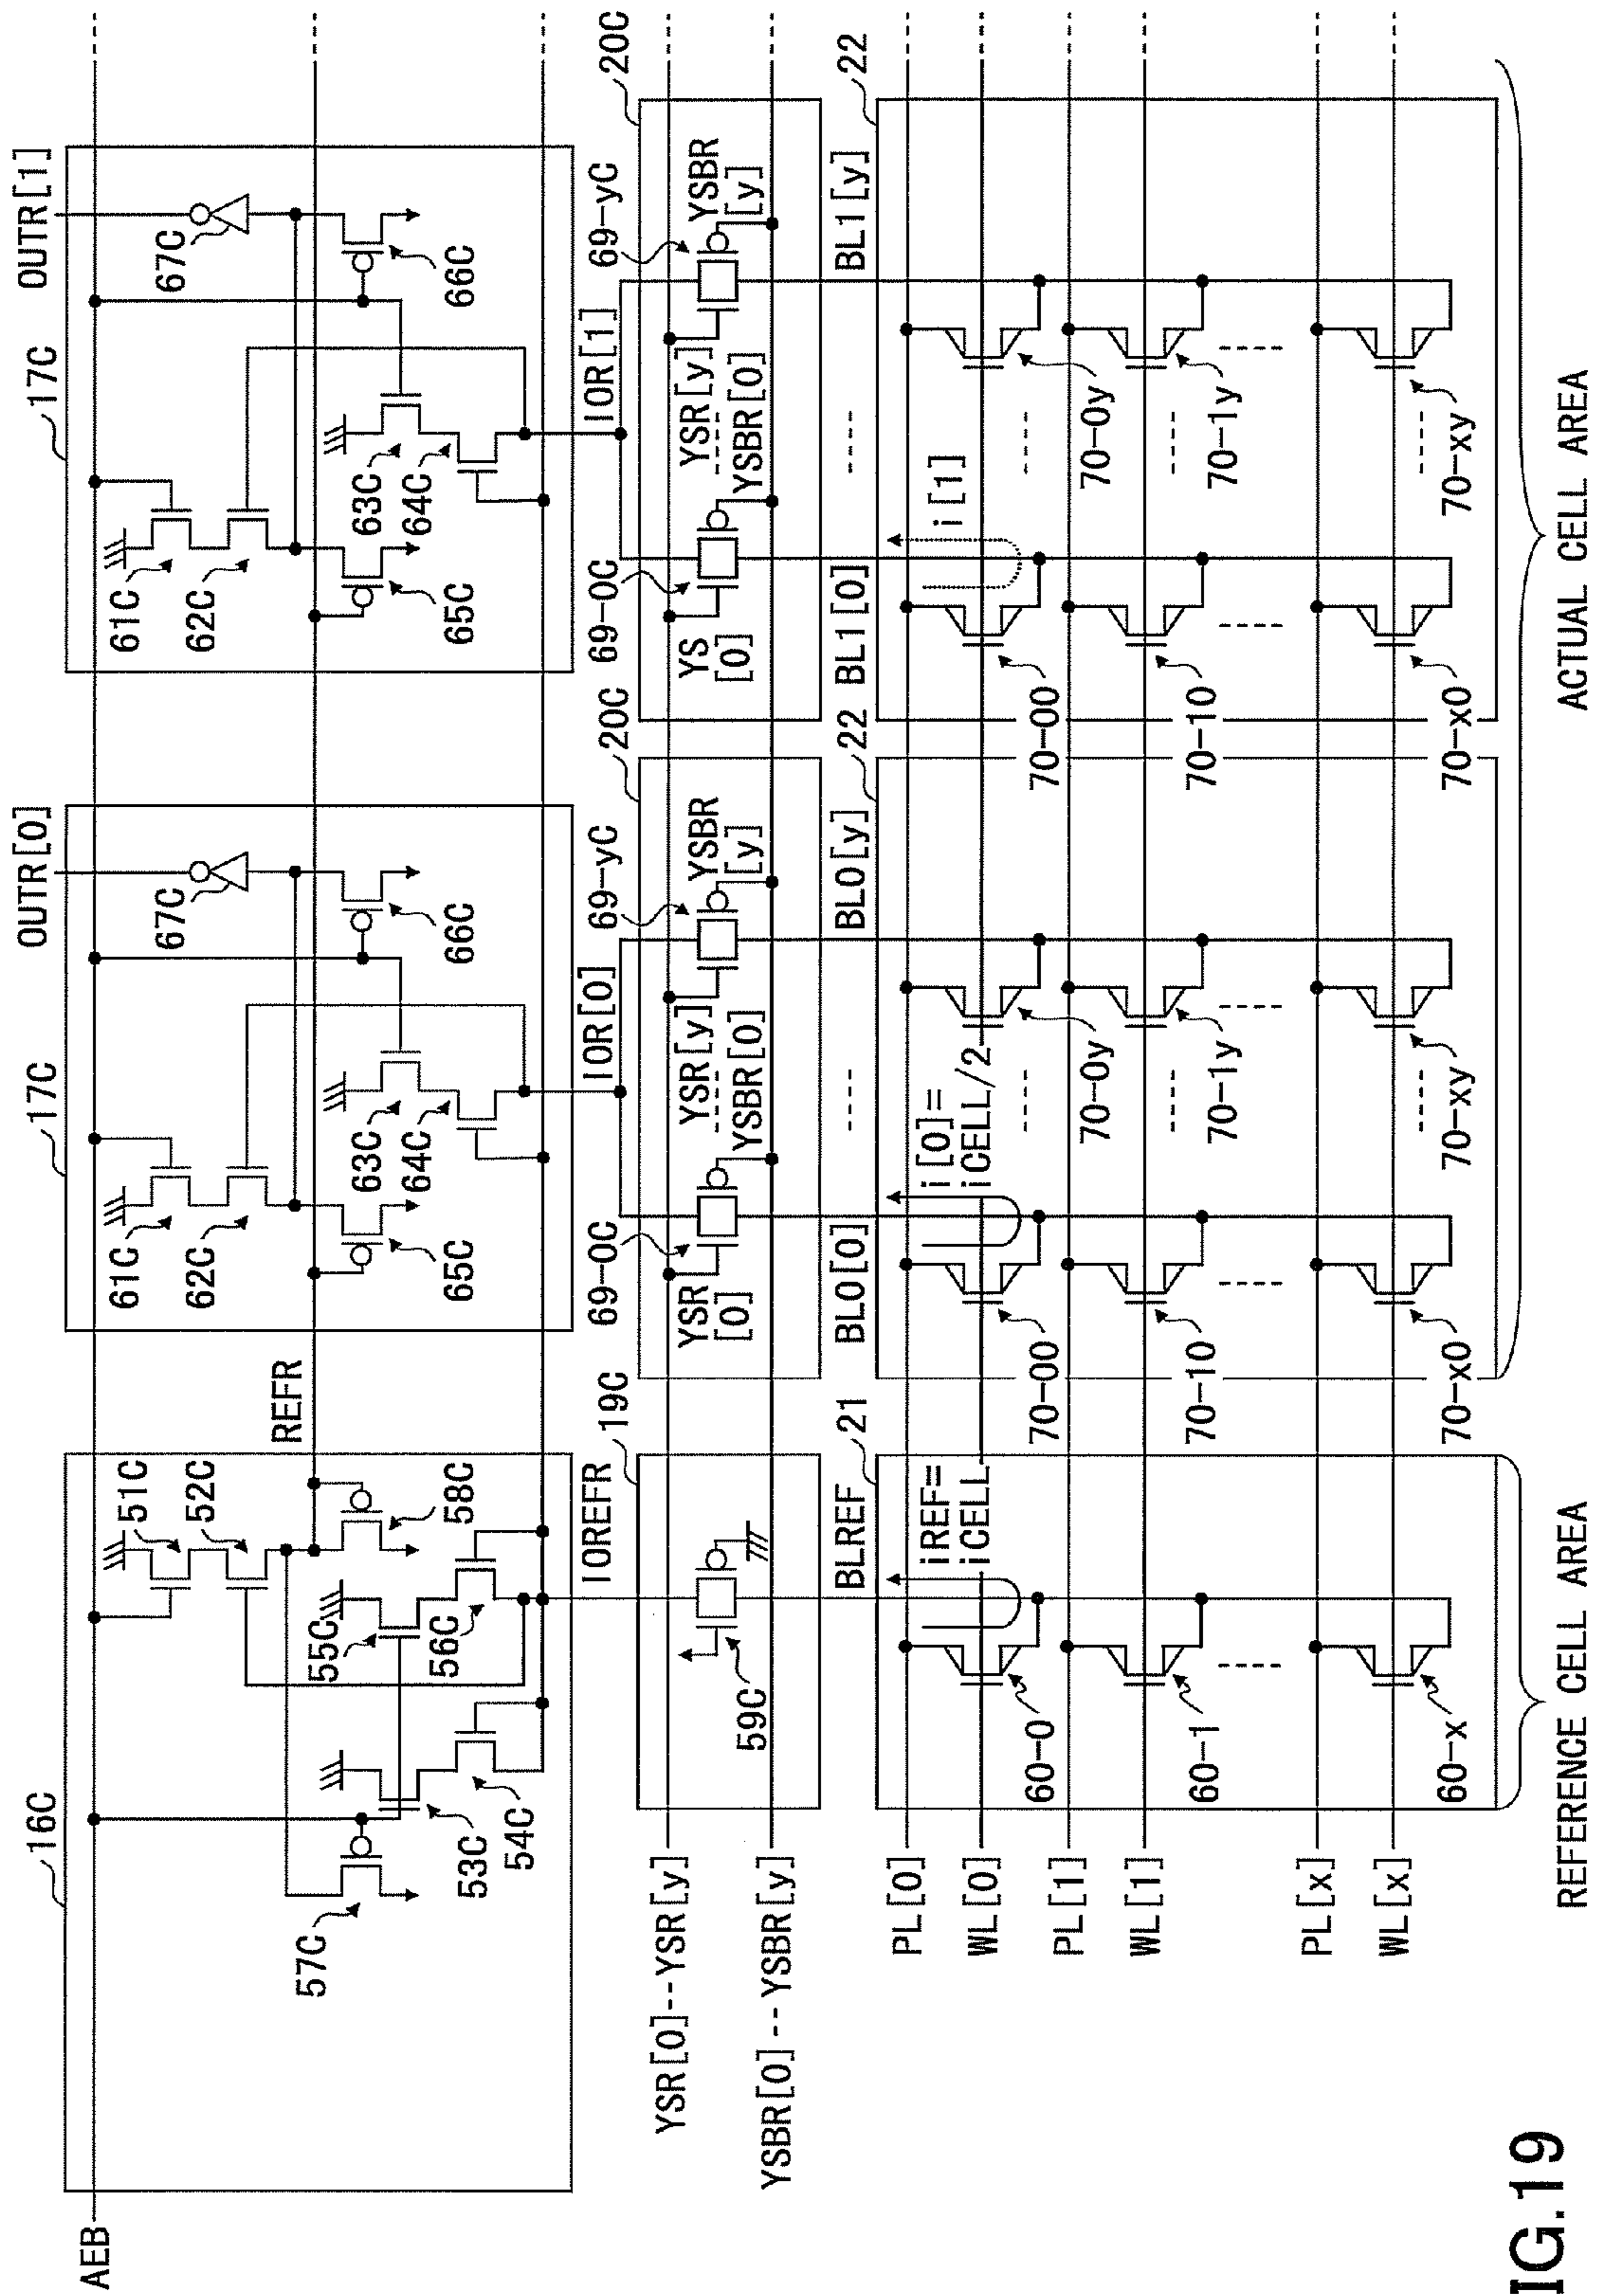 AEB
16C
51C
52C
REFR
58C
55C
56C
57C
53C
54C
17C
OUTR[0]
61C
62C
67C
63C
64C
65C
66C
17C
OUTR[1]
61C
62C
67C
63C
64C
65C
66C
IOREFR
19C
IOR[0]
IOR[1]
YSR[0]--YSR[y]
YSBR[0]--YSBR[y]
59C
69-0C
YSR
[0]
YSR[y]
YSBR[0]
69-yC
YSBR
[y]
20C
69-0C
YS
[0]
YSR[y]
YSBR[0]
69-yC
YSBR
[y]
20C
BLREF
21
BL0[0]
BL0[y]
22
BL1[0]
BL1[y]
22
PL[0]
WL[0]
PL[1]
WL[1]
PL[x]
WL[x]
iREF=
iCELL
60-0
60-1
60-x
i[0]=
iCELL/2
70-00
70-10
70-x0
70-0y
70-1y
70-xy
i[1]
70-00
70-10
70-x0
70-0y
70-1y
70-xy
REFERENCE CELL AREA
ACTUAL CELL AREA
IG.19